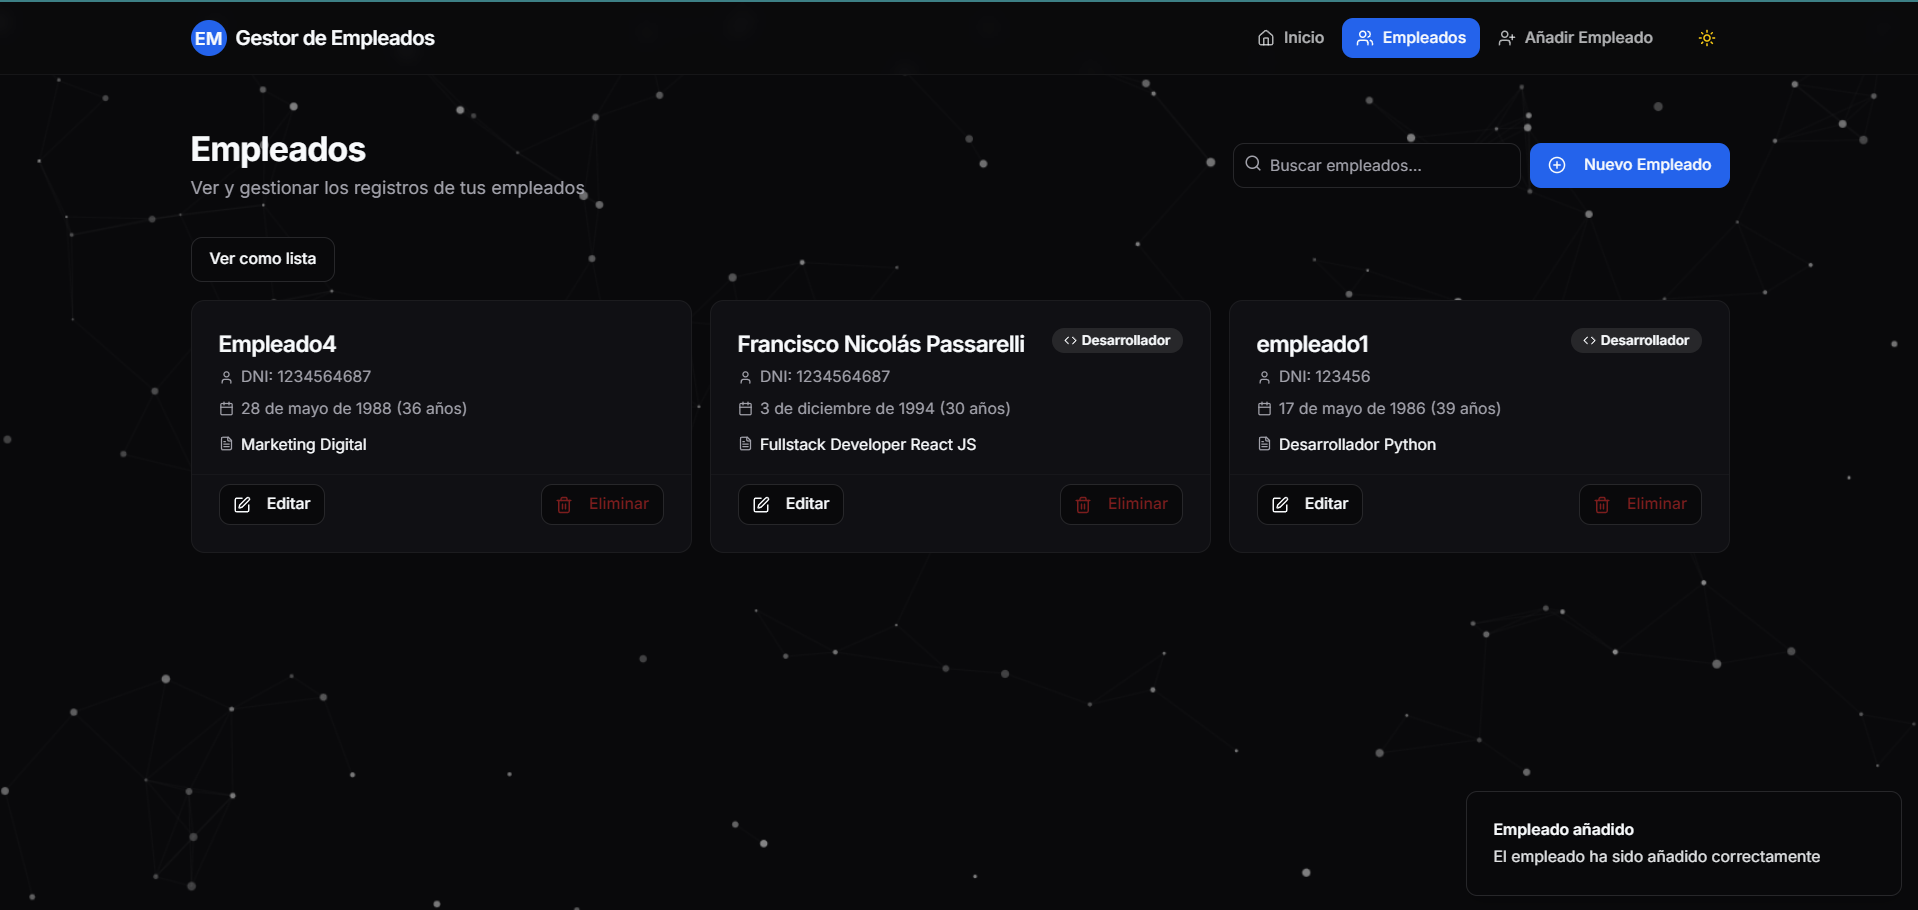 EM Gestor de Empleados
Inicio
Empleados
Añadir Empleado
Empleados
Ver y gestionar los registros de tus empleados
Buscar empleados...
Nuevo Empleado
Ver como lista
Empleado4
DNI: 1234564687
28 de mayo de 1988 (36 años)
Marketing Digital
Editar
Eliminar
Francisco Nicolás Passarelli
Desarrollador
DNI: 1234564687
3 de diciembre de 1994 (30 años)
Fullstack Developer React JS
Editar
Eliminar
empleado1
Desarrollador
DNI: 123456
17 de mayo de 1986 (39 años)
Desarrollador Python
Editar
Eliminar
Empleado añadido
El empleado ha sido añadido correctamente